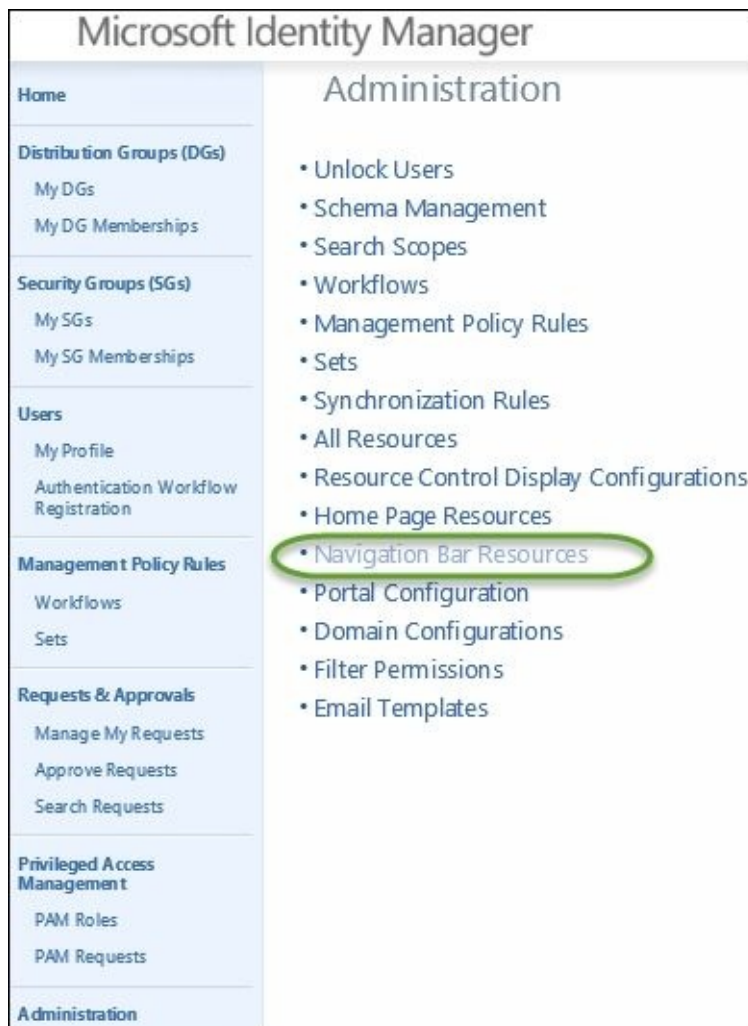 Microsoft Identity Manager
Home
Distribution Groups (DGs)
My DGs
My DG Memberships
Security Groups (SGs)
My SGs
My SG Memberships
Users
My Profile
Authentication Workflow
Registration
Management Policy Rules
Workflows
Sets
Requests & Approvals
Manage My Requests
Approve Requests
Search Requests
Privileged Access
Management
PAM Roles
PAM Requests
Administration
Administration
• Unlock Users
• Schema Management
• Search Scopes
• Workflows
• Management Policy Rules
• Sets
• Synchronization Rules
• All Resources
• Resource Control Display Configurations
• Home Page Resources
• Navigation Bar Resources
• Portal Configuration
• Domain Configurations
• Filter Permissions
• Email Templates